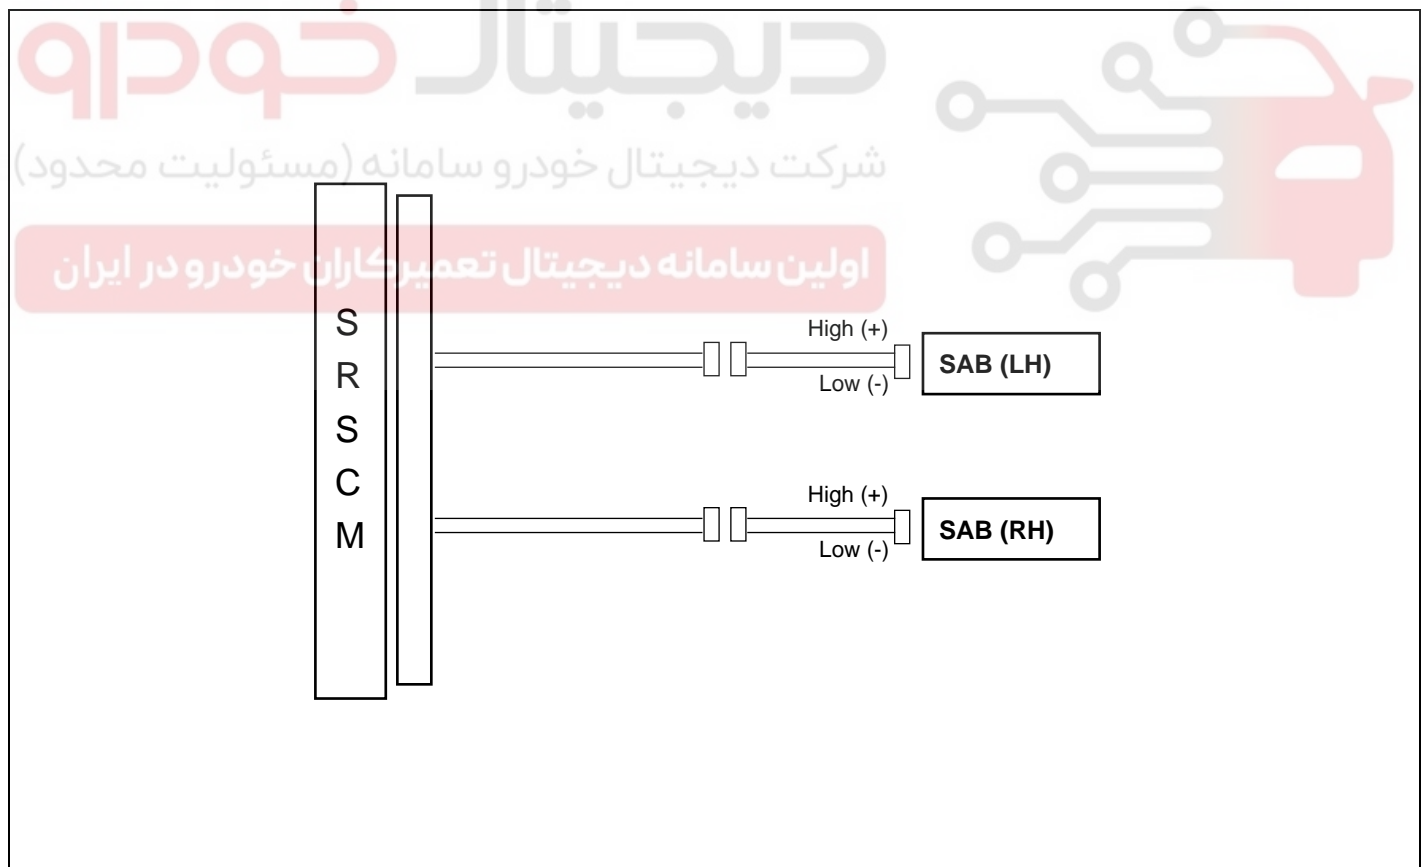 دیجیتال خودرو
شرکت دیجیتال خودرو سامانه (مسئولیت محدود)
اولین سامانه دیجیتال تعمیرکاران خودرو در ایران
S
R
S
C
M
High (+)
Low (-)
SAB (LH)
High (+)
Low (-)
SAB (RH)